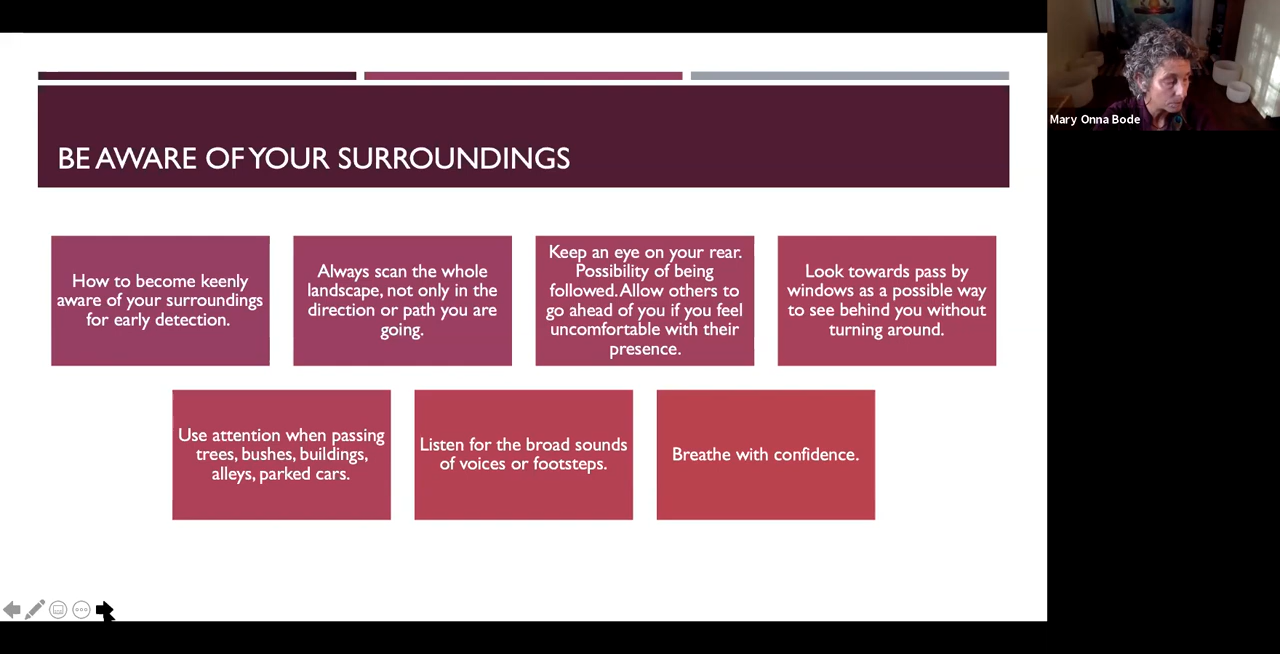 Mary Onna Bode
BE AWARE OF YOUR SURROUNDINGS
How to become keenly
aware of your surroundings
for early detection.
Always scan the whole
landscape, not only in the
direction or path you are
going.
Keep an eye on your rear.
Possibility of being
followed. Allow others to
go ahead of you if you feel
uncomfortable with their
presence.
Look towards pass by
windows as a possible way
to see behind you without
turning around.
Use attention when passing
trees, bushes, buildings,
alleys, parked cars.
Listen for the broad sounds
of voices or footsteps.
Breathe with confidence.